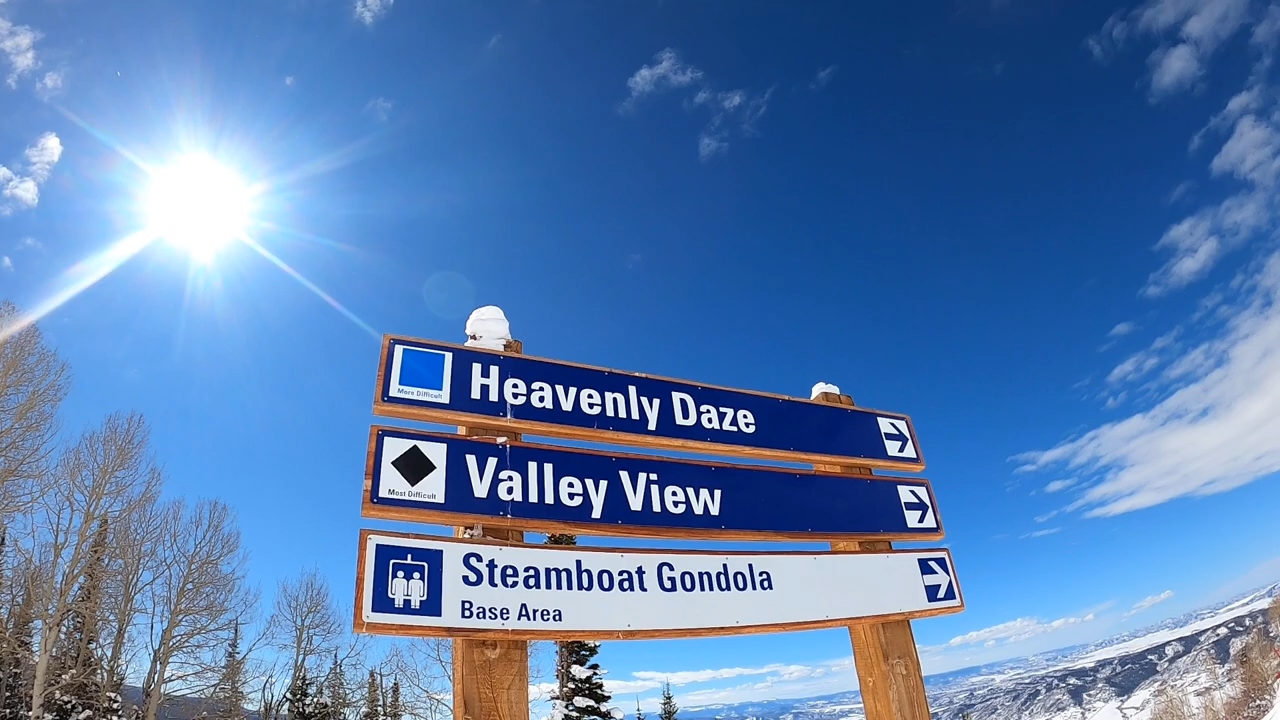 More Difficult
Heavenly Daze
Most Difficult
Valley View
Steamboat Gondola
Base Area